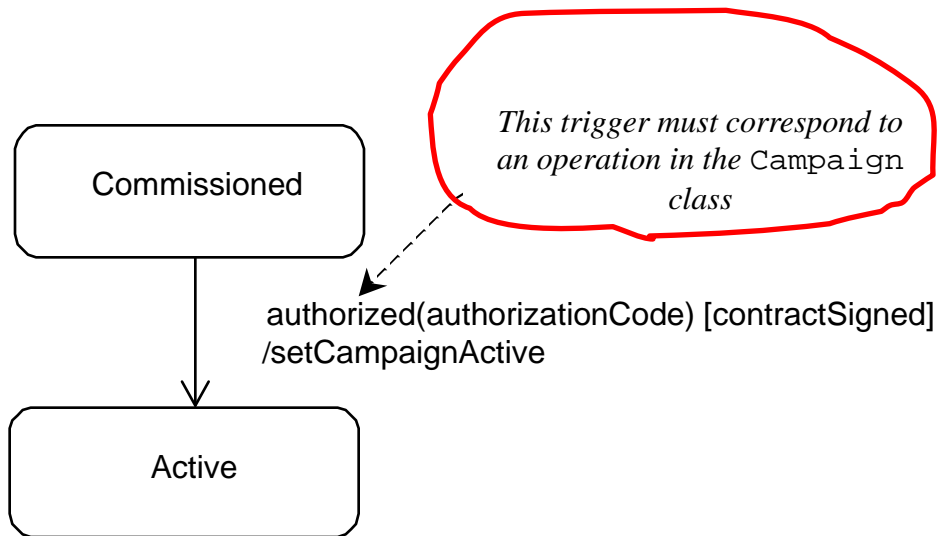 This trigger must correspond to
an operation in the Campaign
class
Commissioned
authorized(authorizationCode) [contractSigned]
/setCampaignActive
Active